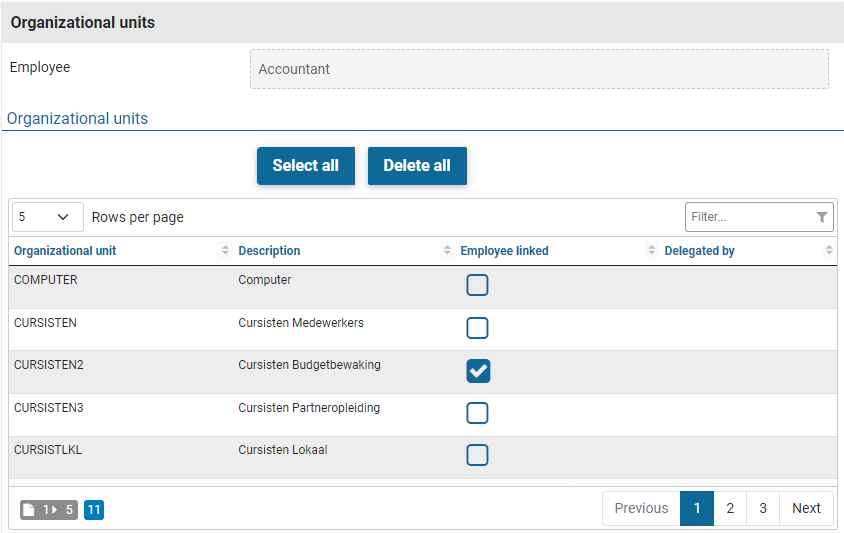 Organizational units
Employee Accountant
Organizational units
Select all Delete all
5 Rows per page Filter...
Organizational unit Description Employee linked Delegated by
COMPUTER Computer
CURSISTEN Cursisten Medewerkers
CURSISTEN2 Cursisten Budgetbewaking
CURSISTEN3 Cursisten Partneropleiding
CURSISTLKL Cursisten Lokaal
1 5 11 Previous 1 2 3 Next